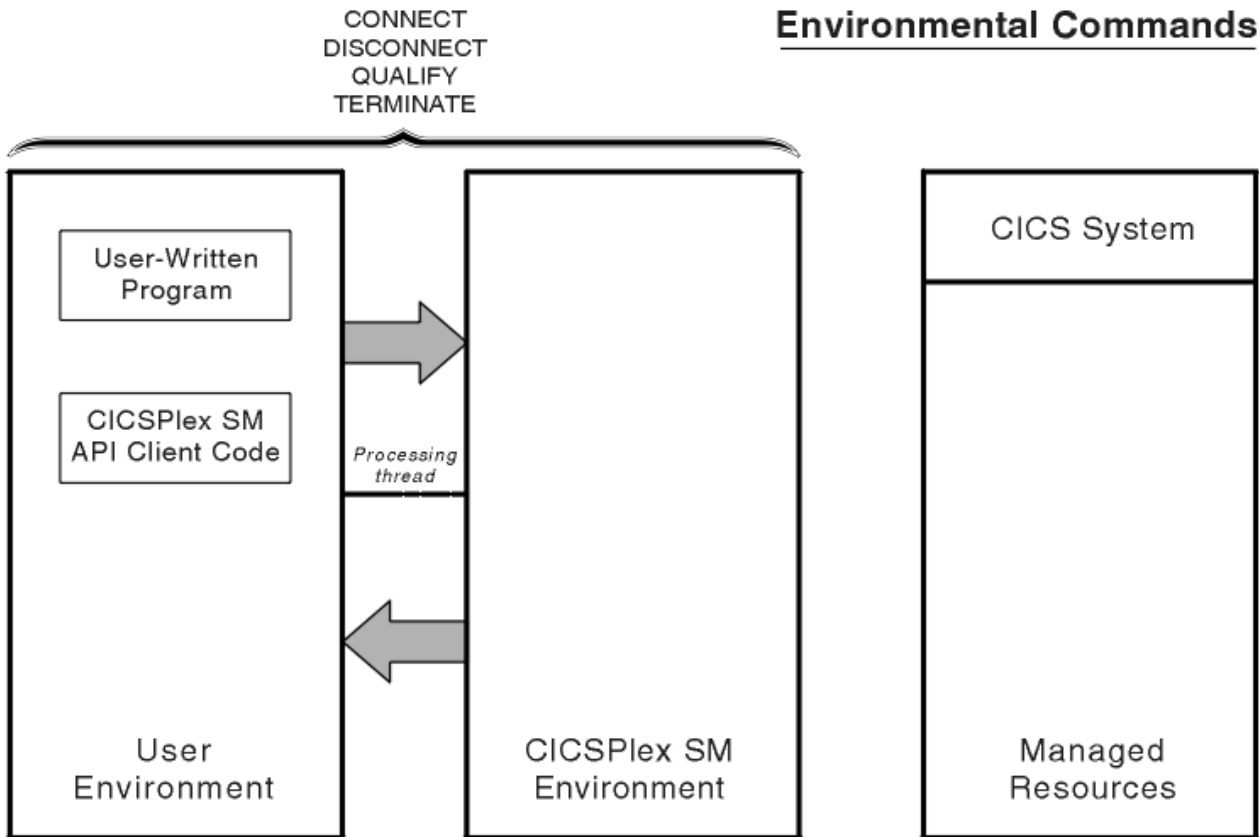 Environmental Commands
CONNECT
DISCONNECT
QUALIFY
TERMINATE
User-Written
Program
CICSPlex SM
API Client Code
Processing
thread
User
Environment
CICSPlex SM
Environment
CICS System
Managed
Resources